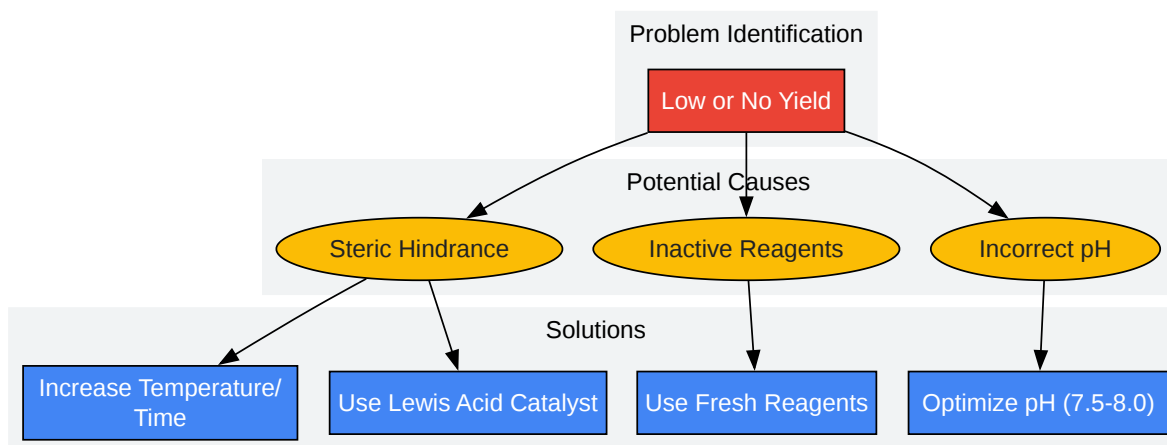 Problem Identification
Low or No Yield
Potential Causes
Steric Hindrance
Inactive Reagents
Incorrect pH
Solutions
Increase Temperature/
Time
Use Lewis Acid Catalyst
Use Fresh Reagents
Optimize pH (7.5-8.0)